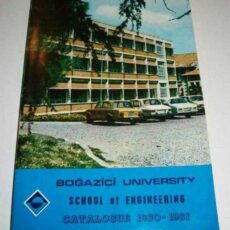 BOĞAZİÇİ UNIVERSITY
SCHOOL of ENGINEERING
CATALOGUE 1980-1981